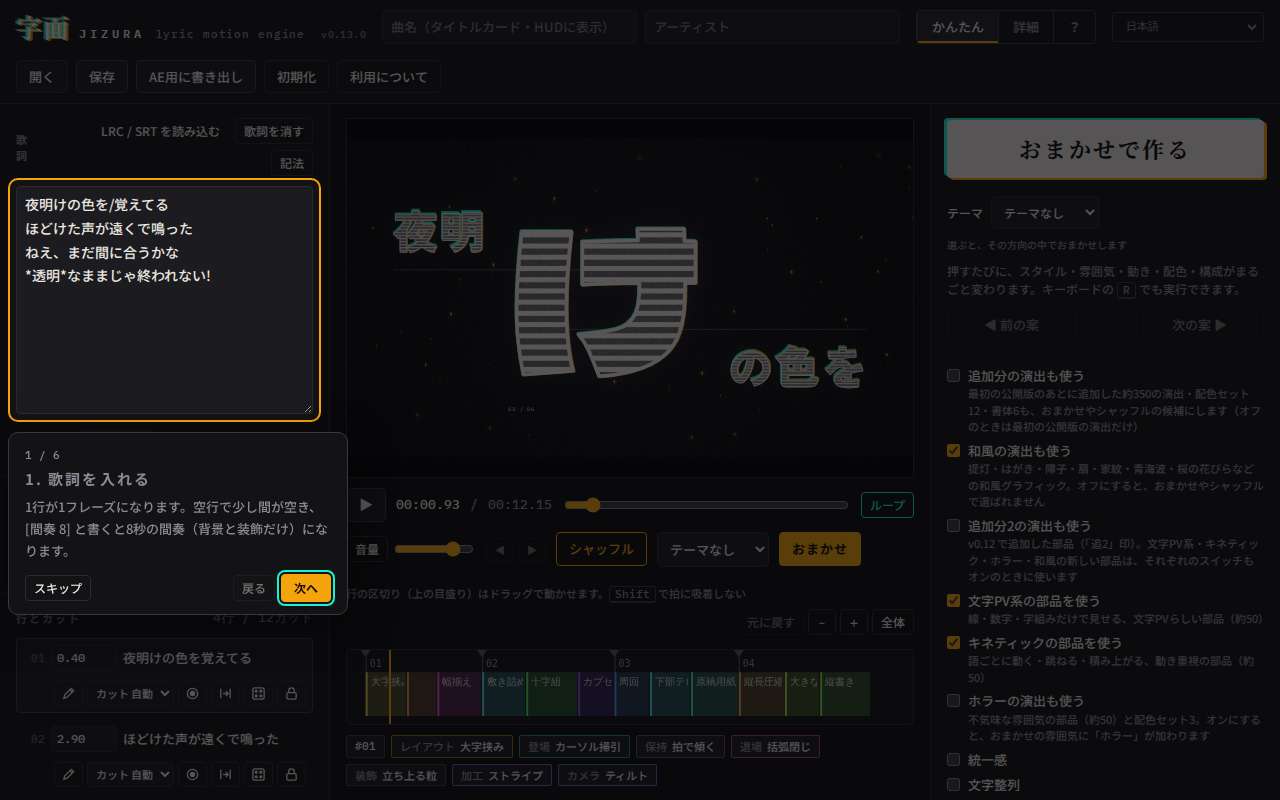 字面 JIZURA lyric motion engine v0.13.0
曲名（タイトルカード・HUDに表示）
アーティスト
かんたん 詳細 ?
日本語
開く 保存 AE用に書き出し 初期化 利用について
歌詞
LRC / SRT を読み込む 歌詞を消す
記法
夜明けの色を/覚えてる
ほどけた声が遠くで鳴った
ねえ、まだ間に合うかな
*透明*なままじゃ終われない!
1 / 6
1. 歌詞を入れる
1行が1フレーズになります。空行で少し間が空き、
[間奏 8] と書くと8秒の間奏（背景と装飾だけ）にな
ります。
スキップ 戻る 次へ
行とカット 4行 / 12カット
01 0.40 夜明けの色を覚えてる
カット自動
02 2.90 ほどけた声が遠くで鳴った
カット自動
夜明
け
の色を
00:00.93 / 00:12.15 ループ
音量 シャッフル テーマなし おまかせ
行の区切り（上の目盛り）はドラッグで動かせます。 Shift で拍に吸着しない
元に戻す − + 全体
01 02 03 04
大字挟 幅揃え 敷き詰め 十字組 カプセ 周回 下部テ 原稿用紙 縦長圧縮 大きな 縦書き
#01 レイアウト 大字挟み 登場 カーソル掃引 保持 拍で傾く 退場 括弧閉じ
装飾 立ち上る粒 加工 ストライプ カメラ ティルト
おまかせで作る
テーマ テーマなし
選ぶと、その方向の中でおまかせします
押すたびに、スタイル・雰囲気・動き・配色・構成がまる
ごと変わります。キーボードの R でも実行できます。
◀ 前の案 次の案 ▶
追加分の演出も使う
最初の公開版のあとに追加した約350の演出・配色セット
12・書体6も、おまかせやシャッフルの候補にします（オフ
のときは最初の公開版の演出だけ）
和風の演出も使う
提灯・はがき・障子・扇・家紋・青海波・桜の花びらなど
の和風グラフィック。オフにすると、おまかせやシャッフル
で選ばれません
追加分2の演出も使う
v0.12 で追加した部品（「追2」印）。文字PV系・キネティッ
ク・ホラー・和風の新しい部品は、それぞれのスイッチも
オンのときに使います
文字PV系の部品を使う
線・数字・字組みだけで見せる、文字PVらしい部品（約50）
キネティックの部品を使う
語ごとに動く・跳ねる・積み上がる、動き重視の部品（約
50）
ホラーの演出も使う
不気味な雰囲気の部品（約50）と配色セット3。オンにする
と、おまかせの雰囲気に「ホラー」が加わります
統一感
文字整列